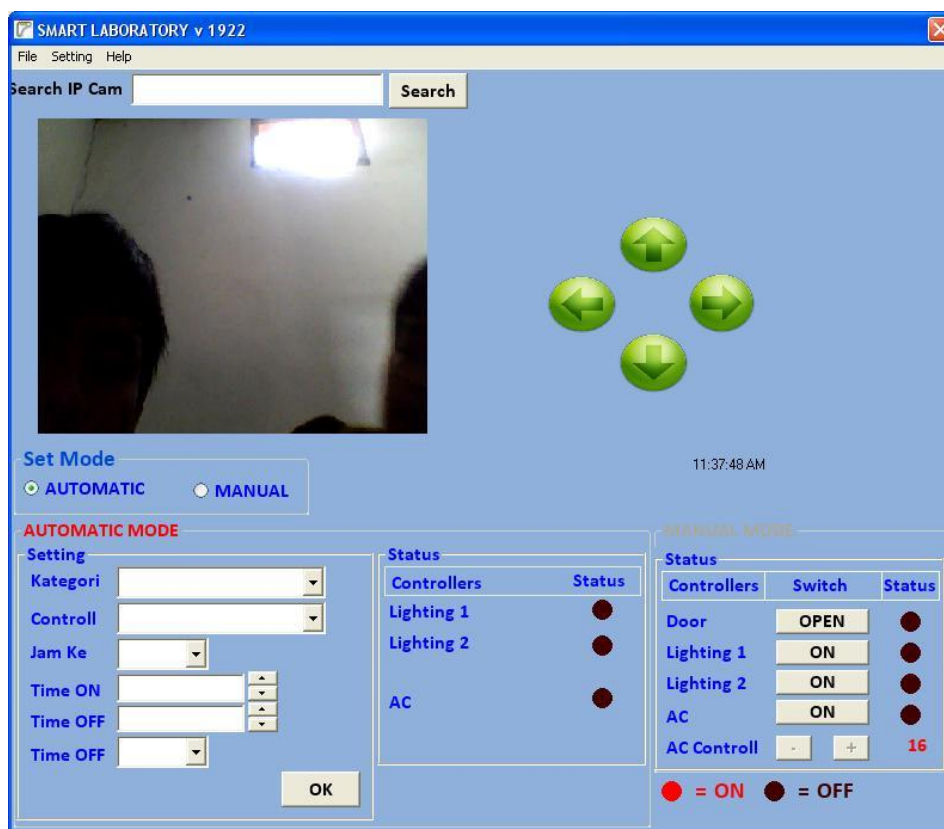 SMART LABORATORY v 1922
File Setting Help
Search IP Cam Search
11:37:48 AM
Set Mode
AUTOMATIC MANUAL
AUTOMATIC MODE
Setting
Kategori
Controll
Jam Ke
Time ON
Time OFF
Time OFF
OK
Status
Controllers Status
Lighting 1
Lighting 2
AC
MANUAL MODE
Status
Controllers Switch Status
Door OPEN
Lighting 1 ON
Lighting 2 ON
AC ON
AC Controll - + 16
= ON = OFF